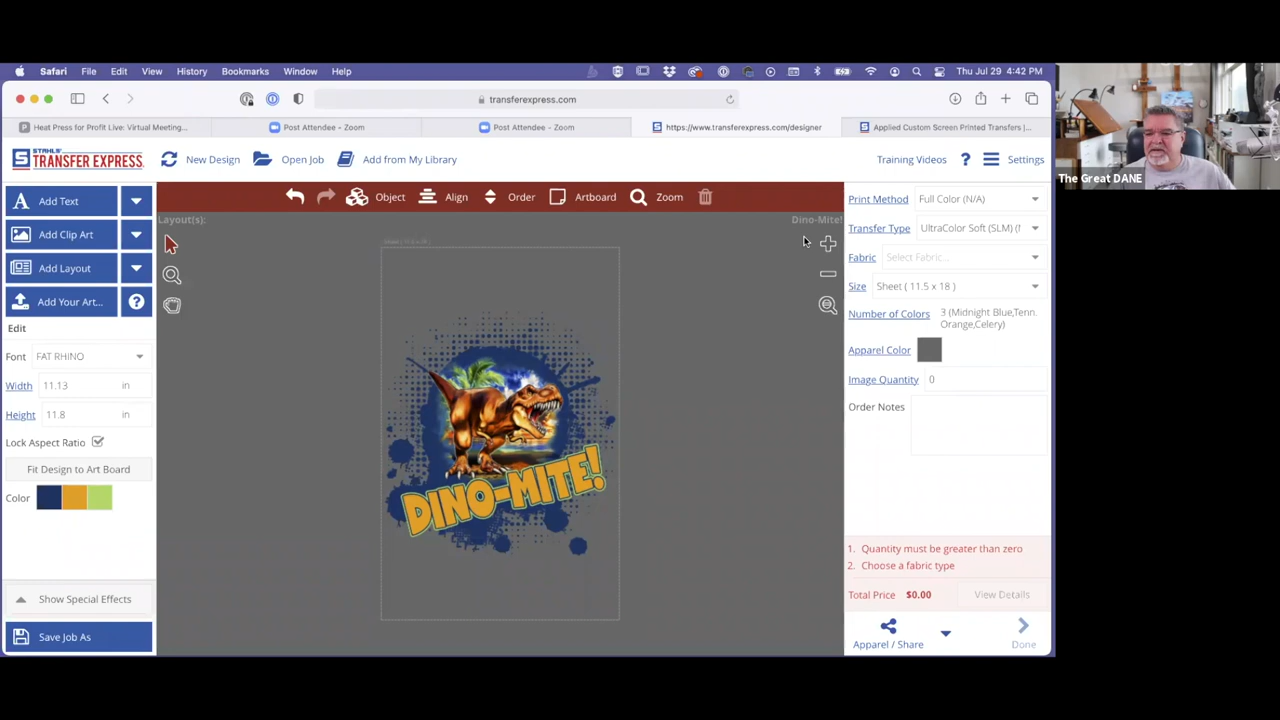 Safari File Edit View History Bookmarks Window Help Thu Jul 29 4:42 PM
transferexpress.com
Heat Press for Profit Live: Virtual Meeting... Post Attendee - Zoom Post Attendee - Zoom https://www.transferexpress.com/designer Applied Custom Screen Printed Transfers |...
STAHLS' TRANSFER EXPRESS New Design Open Job Add from My Library Training Videos ? Settings
The Great DANE
Add Text
Add Clip Art
Add Layout
Add Your Art... ?
Edit
Font FAT RHINO
Width 11.13 in
Height 11.8 in
Lock Aspect Ratio
Fit Design to Art Board
Color
Show Special Effects
Save Job As
Object Align Order Artboard Zoom
Layout(s): Dino-Mite!
DINO-MITE!
Print Method Full Color (N/A)
Transfer Type UltraColor Soft (SLM) (
Fabric Select Fabric...
Size Sheet ( 11.5 x 18 )
Number of Colors 3 (Midnight Blue,Tenn.
Orange,Celery)
Apparel Color
Image Quantity 0
Order Notes
1. Quantity must be greater than zero
2. Choose a fabric type
Total Price $0.00 View Details
Apparel / Share Done